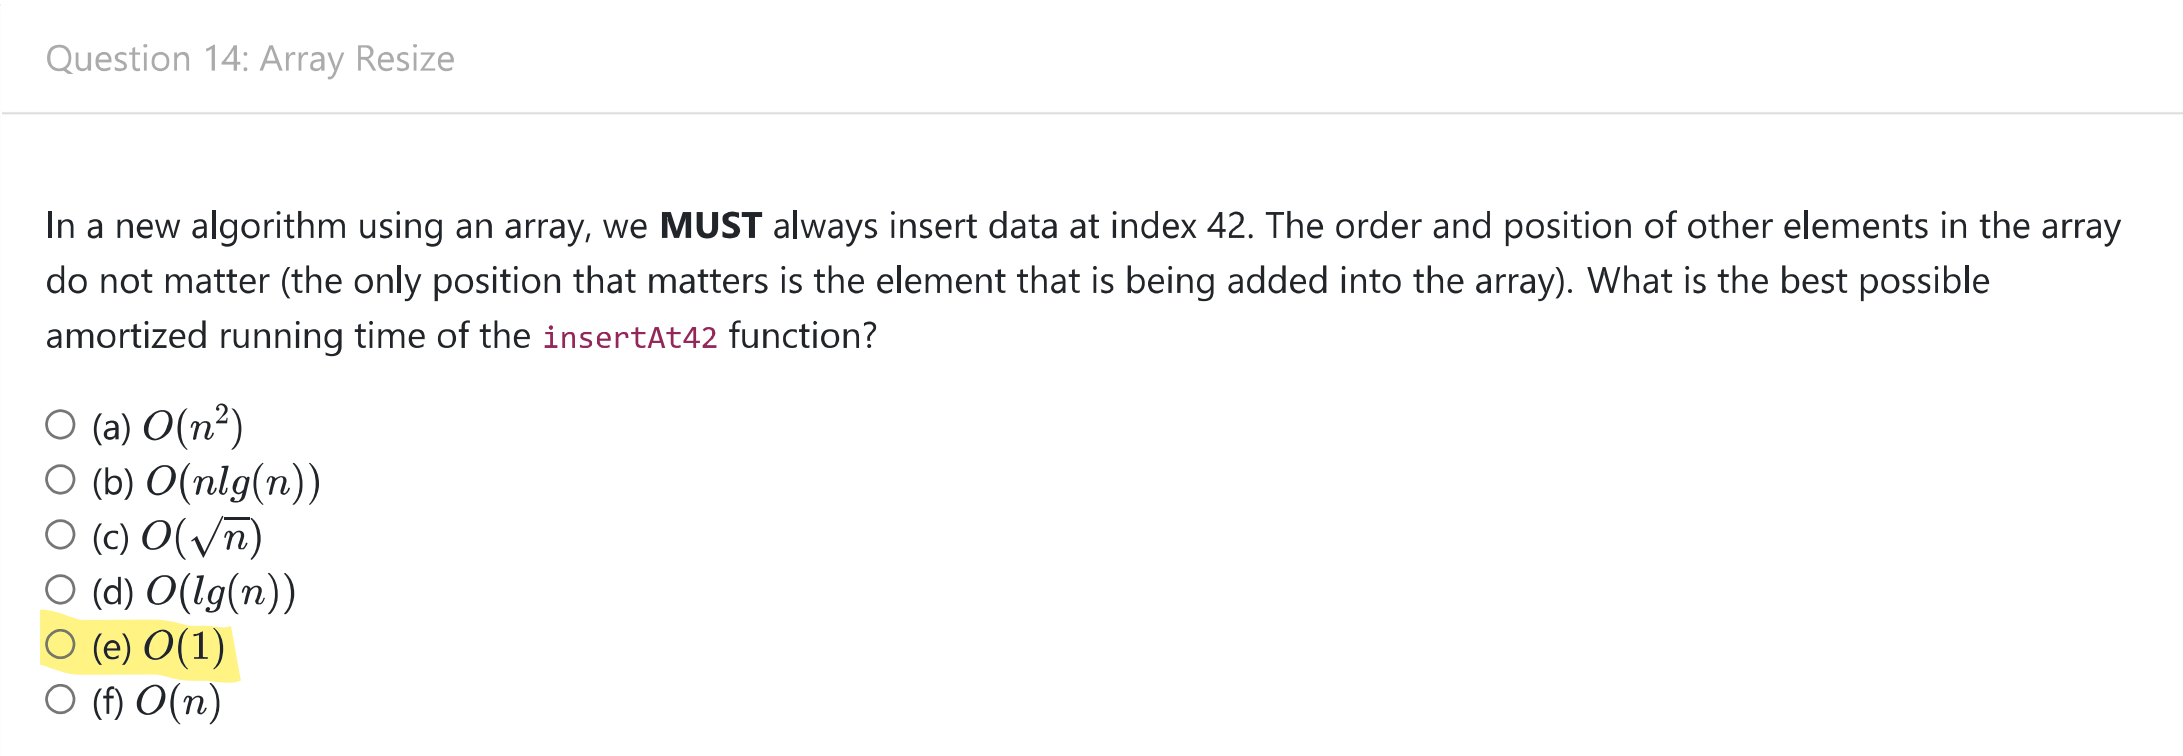 Question 14: Array Resize
In a new algorithm using an array, we MUST always insert data at index 42. The order and position of other elements in the array
do not matter (the only position that matters is the element that is being added into the array). What is the best possible
amortized running time of the insertAt42 function?
(a) O(n²)
(b) O(nlg(n))
(c) O(√n)
(d) O(lg(n))
(e) O(1)
(f) O(n)